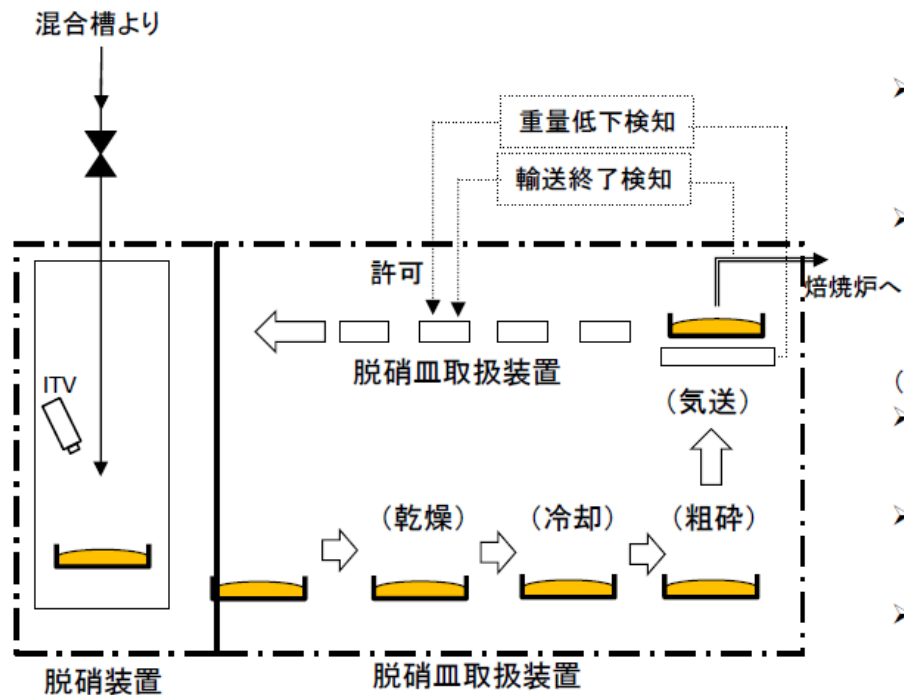 混合槽より
重量低下検知
輸送終了検知
許可
焙焼炉へ
脱硝皿取扱装置
ITV
（気送）
（
（乾燥）
（冷却）
（粗砕）
脱硝装置
脱硝皿取扱装置